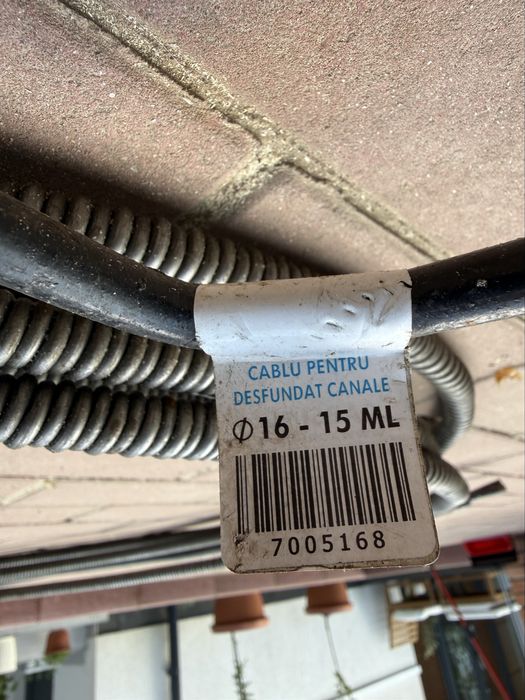 CABLU PENTRU
DESFUNDAT CANALE
Ø16 - 15 ML
7005168